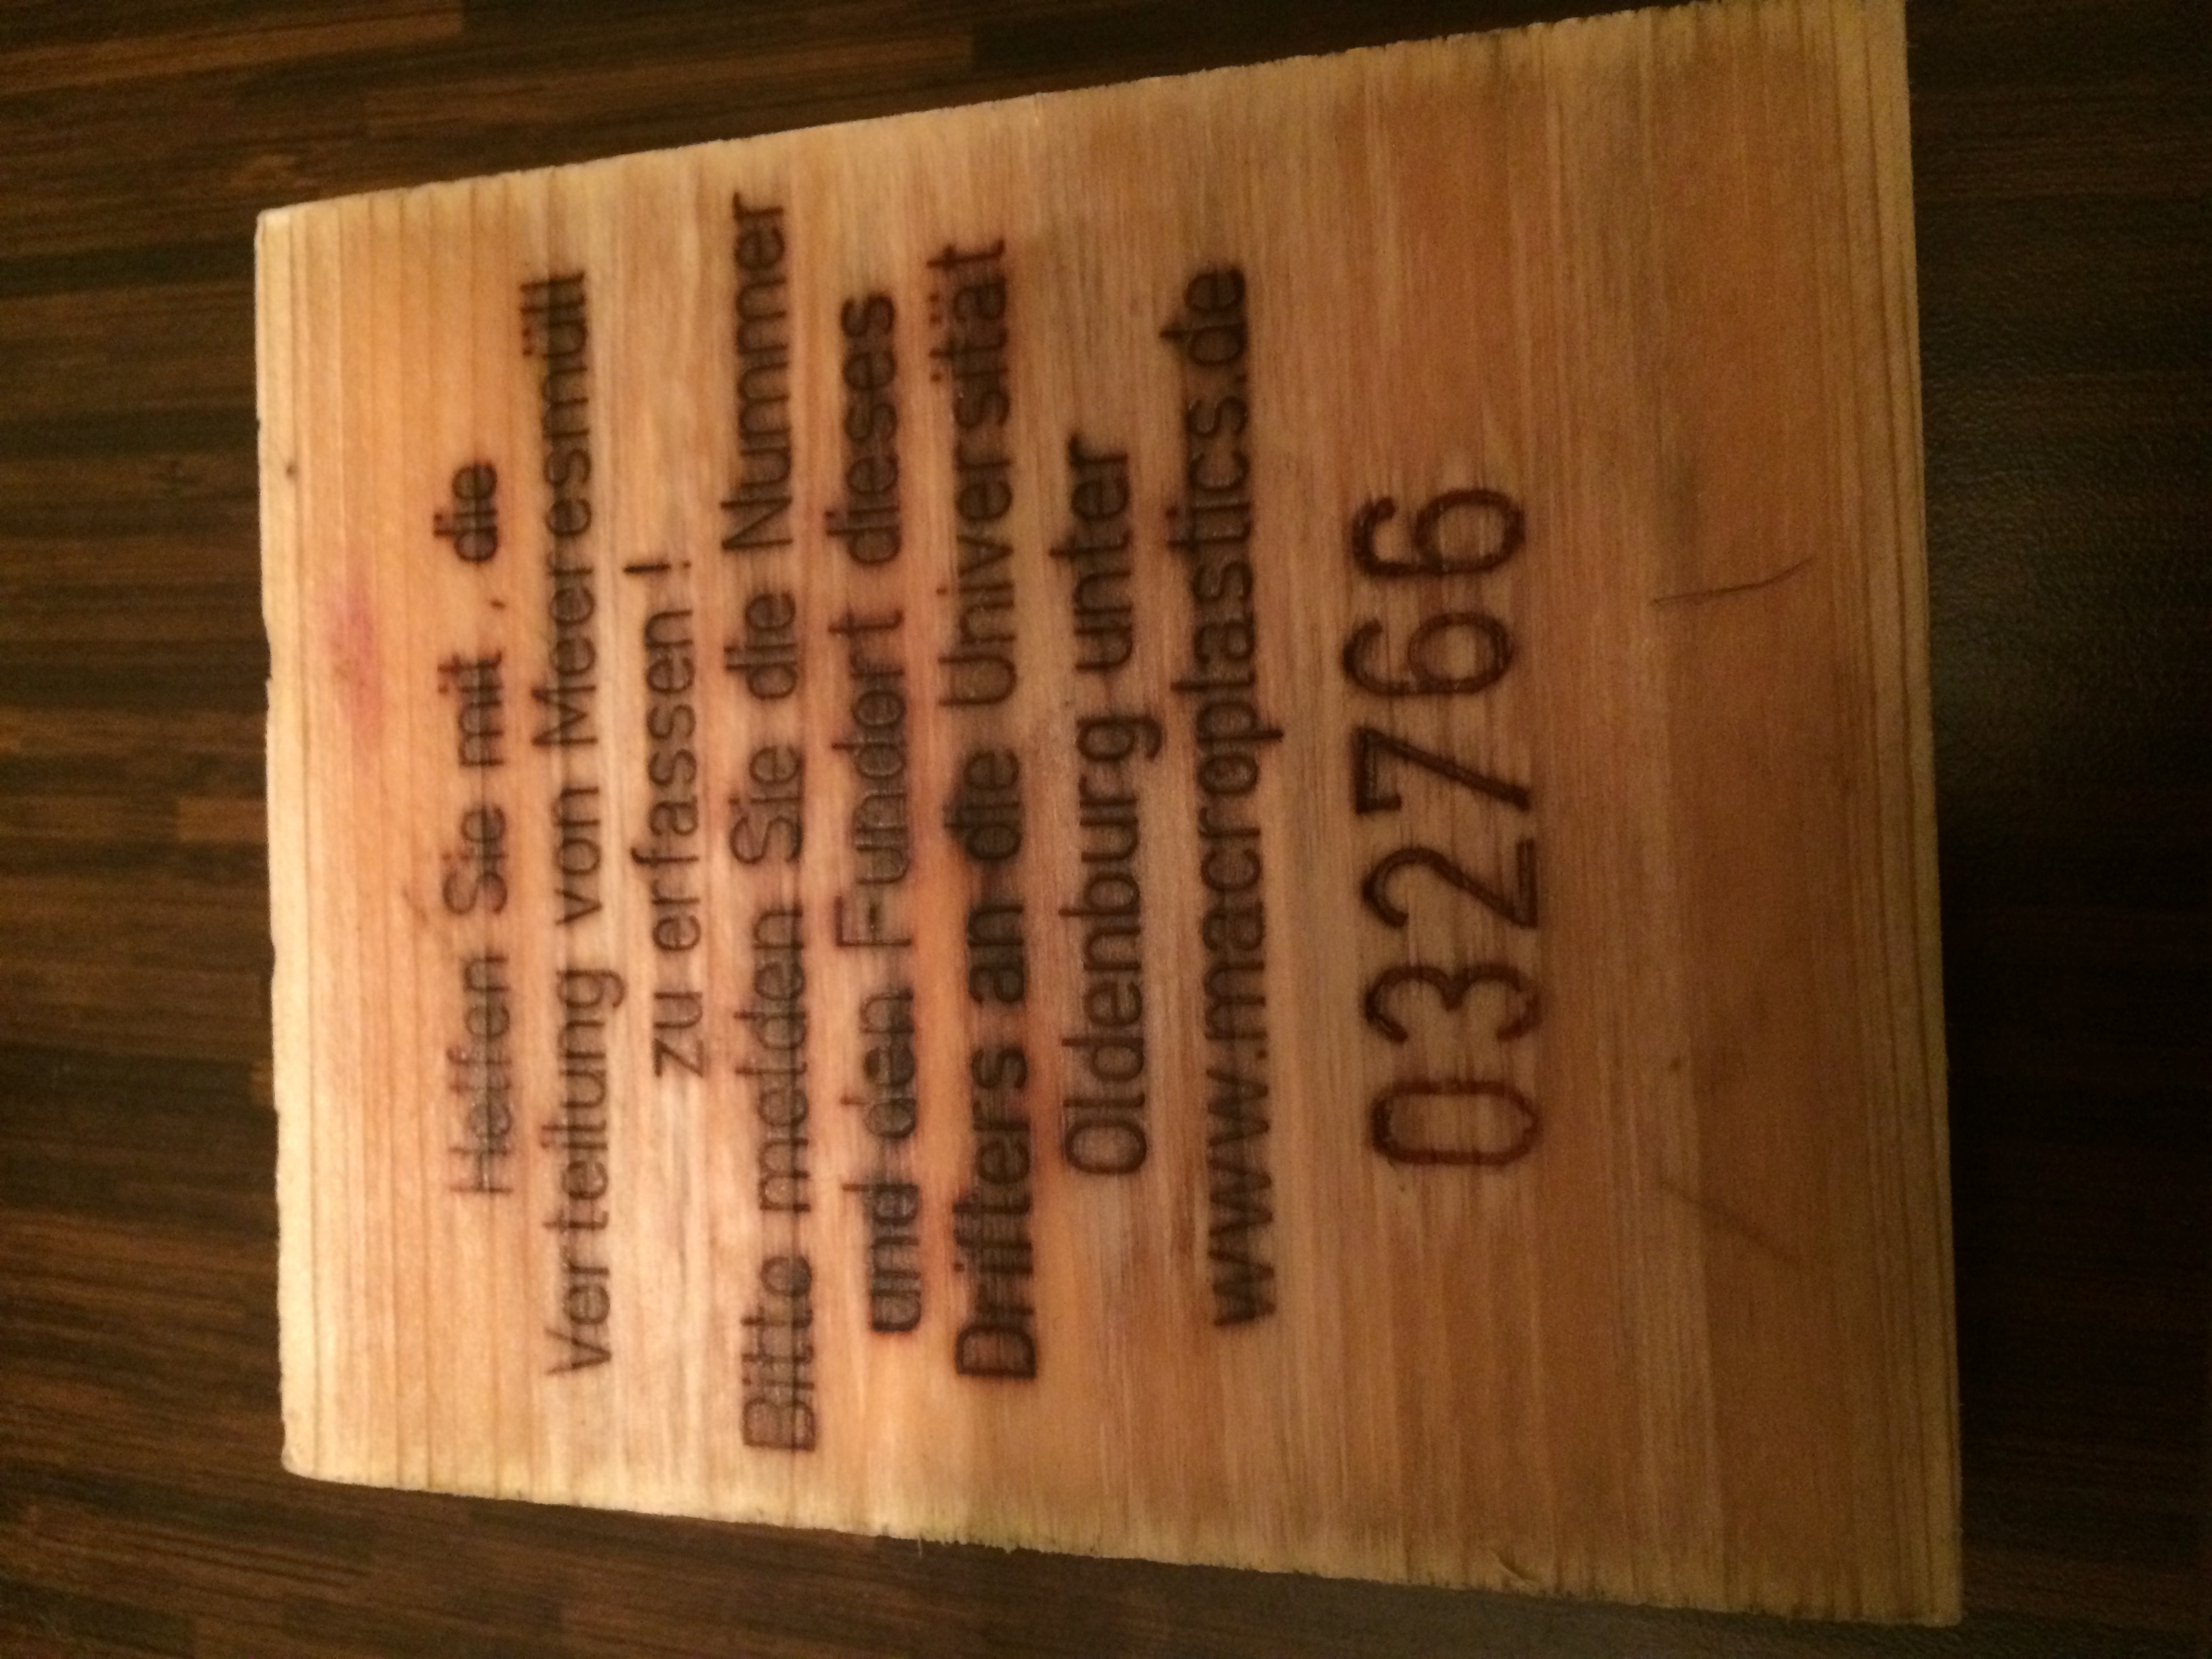 Helfen Sie mit, die
Verteilung von Meeresmüll
zu erfassen!
Bitte melden Sie die Nummer
und den Fundort dieses
Drifters an die Universität
Oldenburg unter
www.macroplastics.de
032766